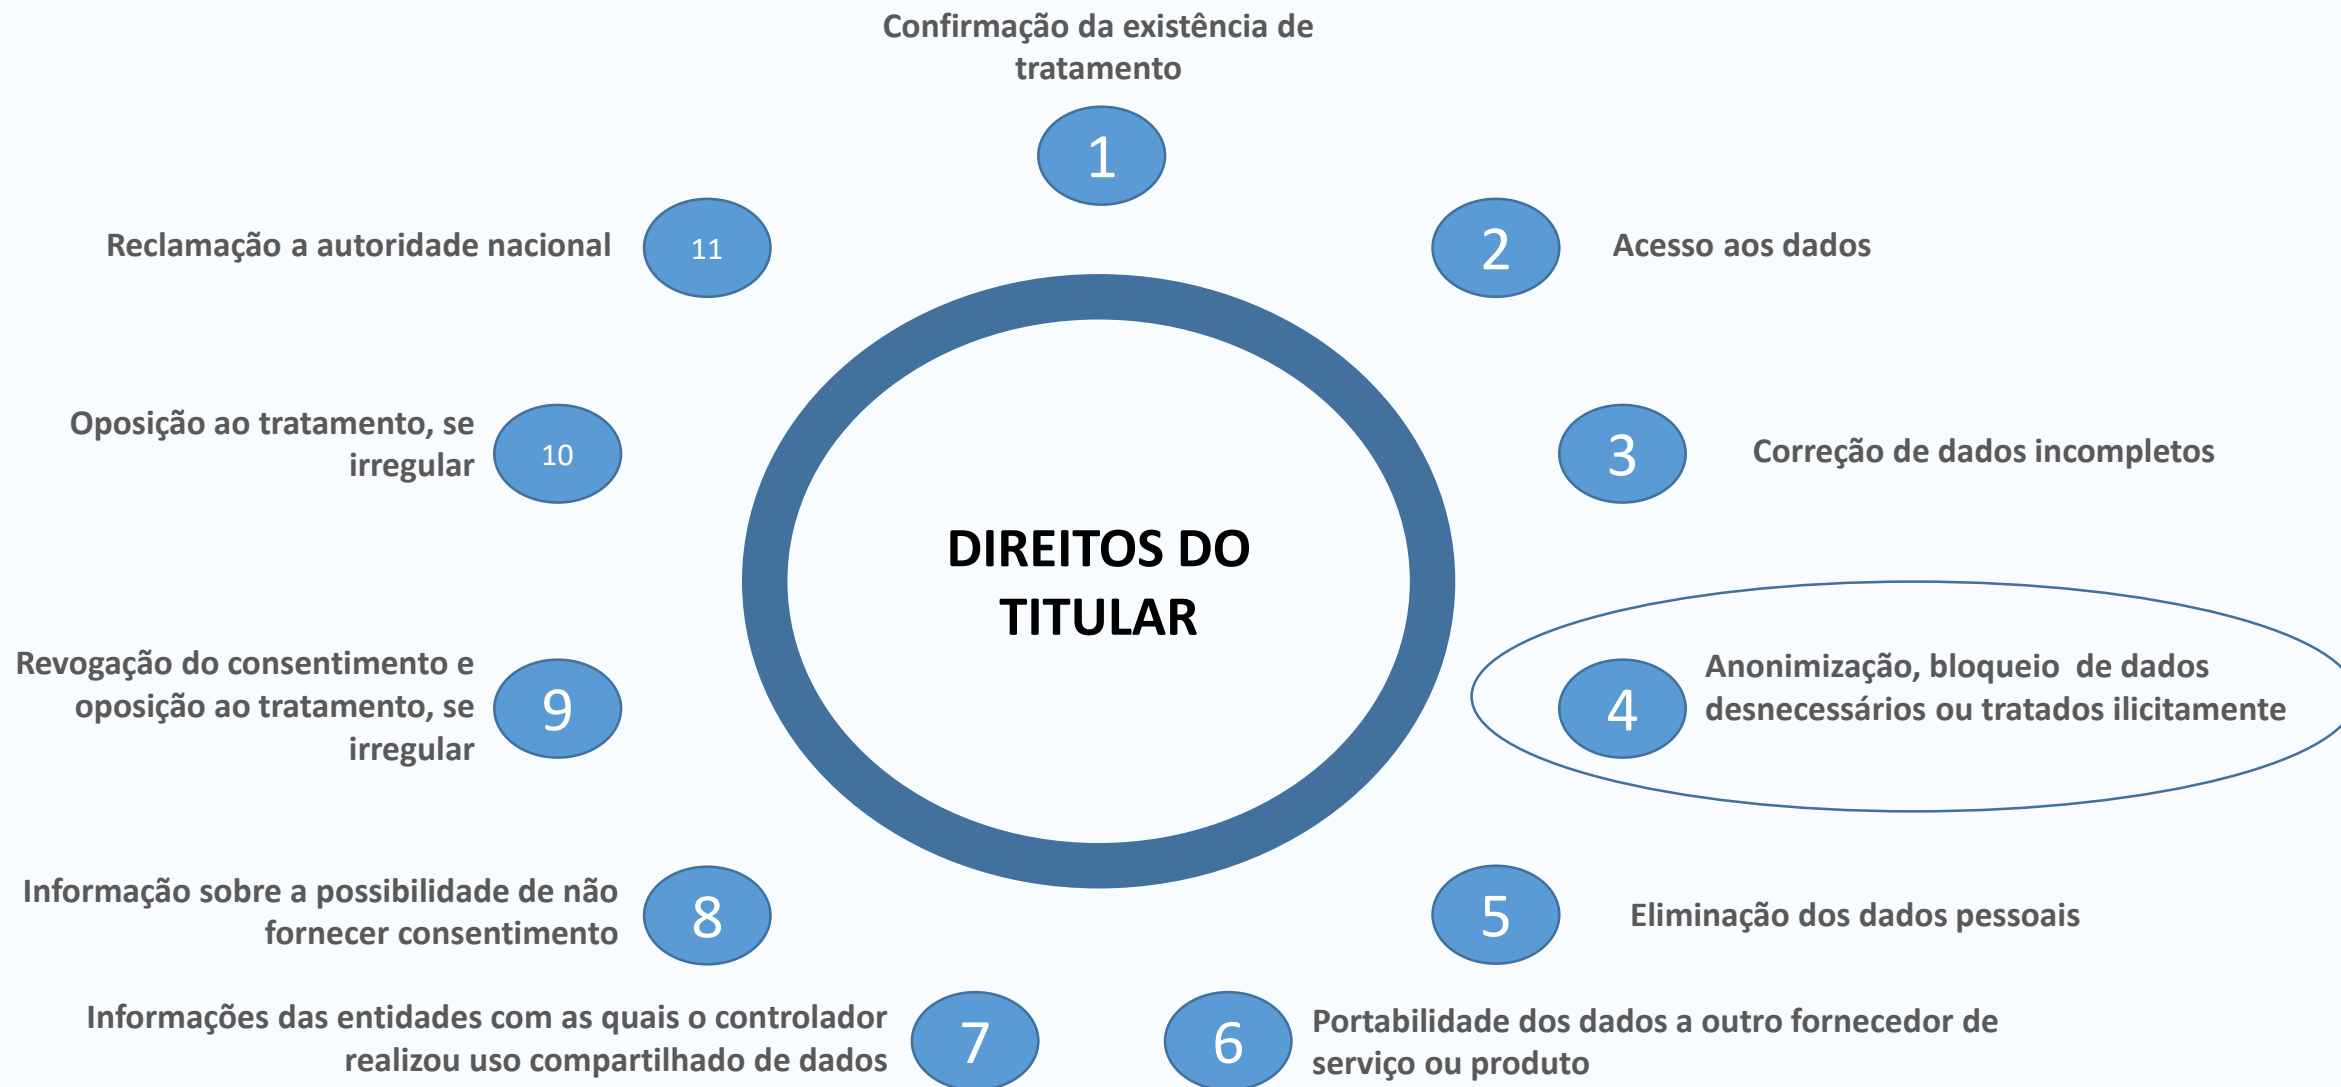 Confirmação da existência de
tratamento
1
2
Acesso aos dados
3
Correção de dados incompletos
4
Anonimização, bloqueio  de dados
desnecessários ou tratados ilicitamente
5
Eliminação dos dados pessoais
6
Portabilidade dos dados a outro fornecedor de
serviço ou produto
7
Informações das entidades com as quais o controlador
realizou uso compartilhado de dados
8
Informação sobre a possibilidade de não
fornecer consentimento
9
Revogação do consentimento e
oposição ao tratamento, se
irregular
10
Oposição ao tratamento, se
irregular
11
Reclamação a autoridade nacional
DIREITOS DO
TITULAR